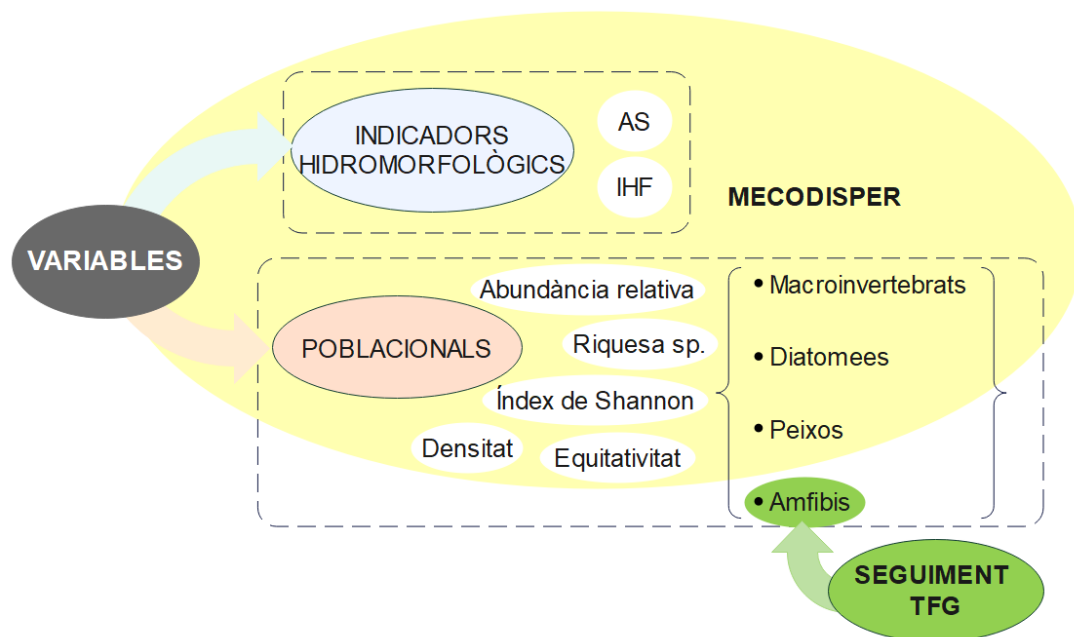 INDICADORS
HIDROMORFOLÒGICS
AS
IHF
MECODISPER
VARIABLES
POBLACIONALS
Abundància relativa
Riquesa sp.
Índex de Shannon
Densitat
Equitativitat
• Macroinvertebrats
• Diatomees
• Peixos
• Amfibis
SEGUIMENT
TFG